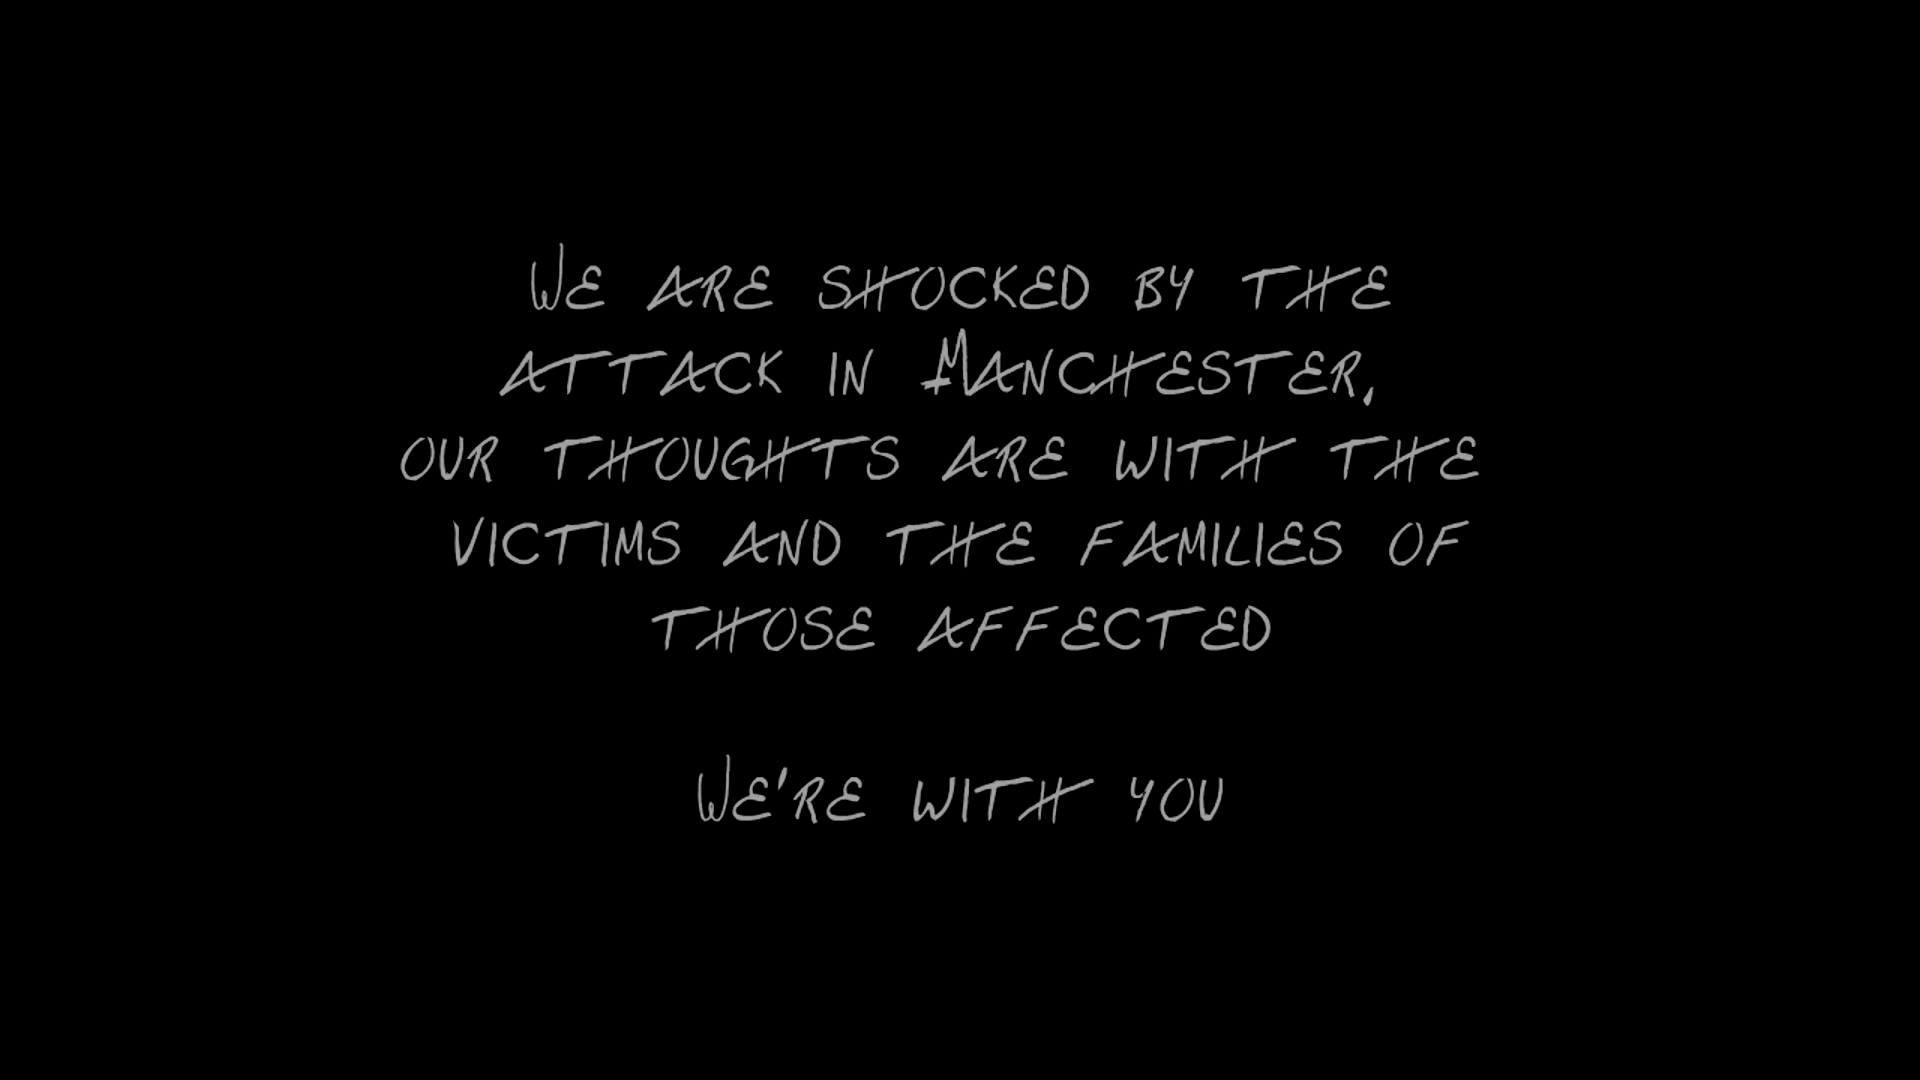 We are shocked by the
attack in Manchester,
our thoughts are with the
victims and the families of
those affected
We're with you